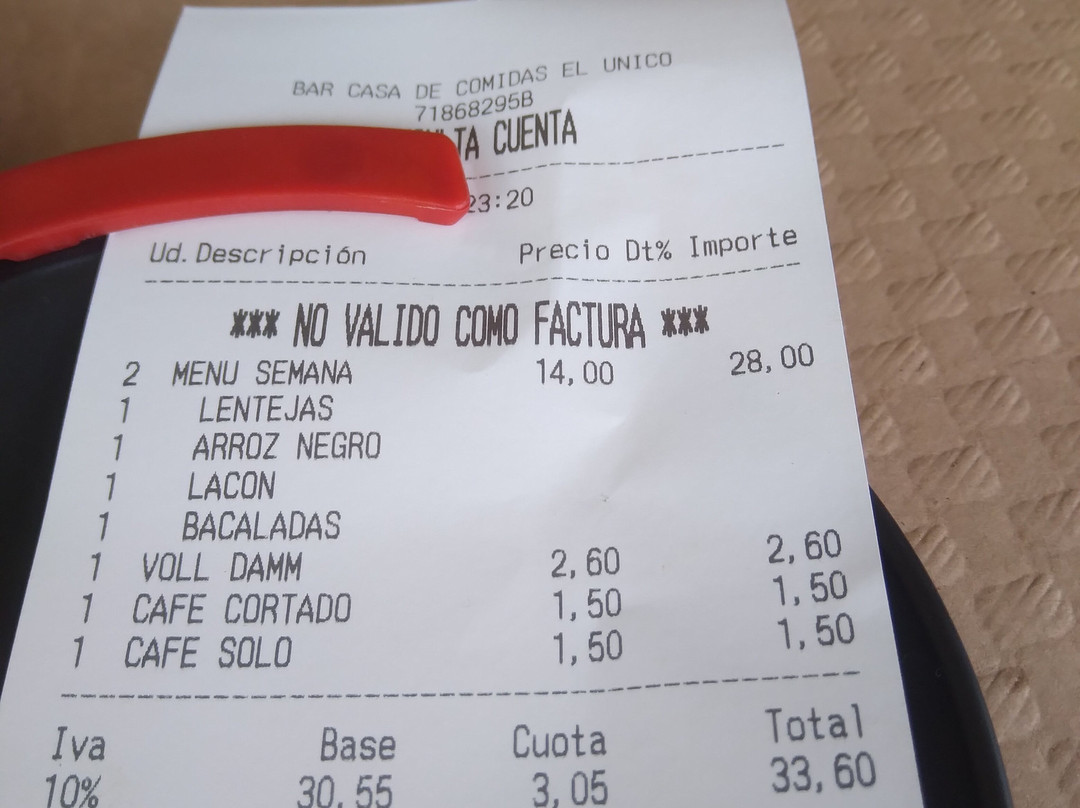 BAR CASA DE COMIDAS EL UNICO
71868295B
CUENTA
23:20
Ud. Descripción Precio Dt% Importe
*** NO VALIDO COMO FACTURA ***
2 MENU SEMANA 14,00 28,00
1 LENTEJAS
1 ARROZ NEGRO
1 LACON
1 BACALADAS
1 VOLL DAMM 2,60 2,60
1 CAFE CORTADO 1,50 1,50
1 CAFE SOLO 1,50 1,50
Iva Base Cuota Total
10% 30,55 3,05 33,60